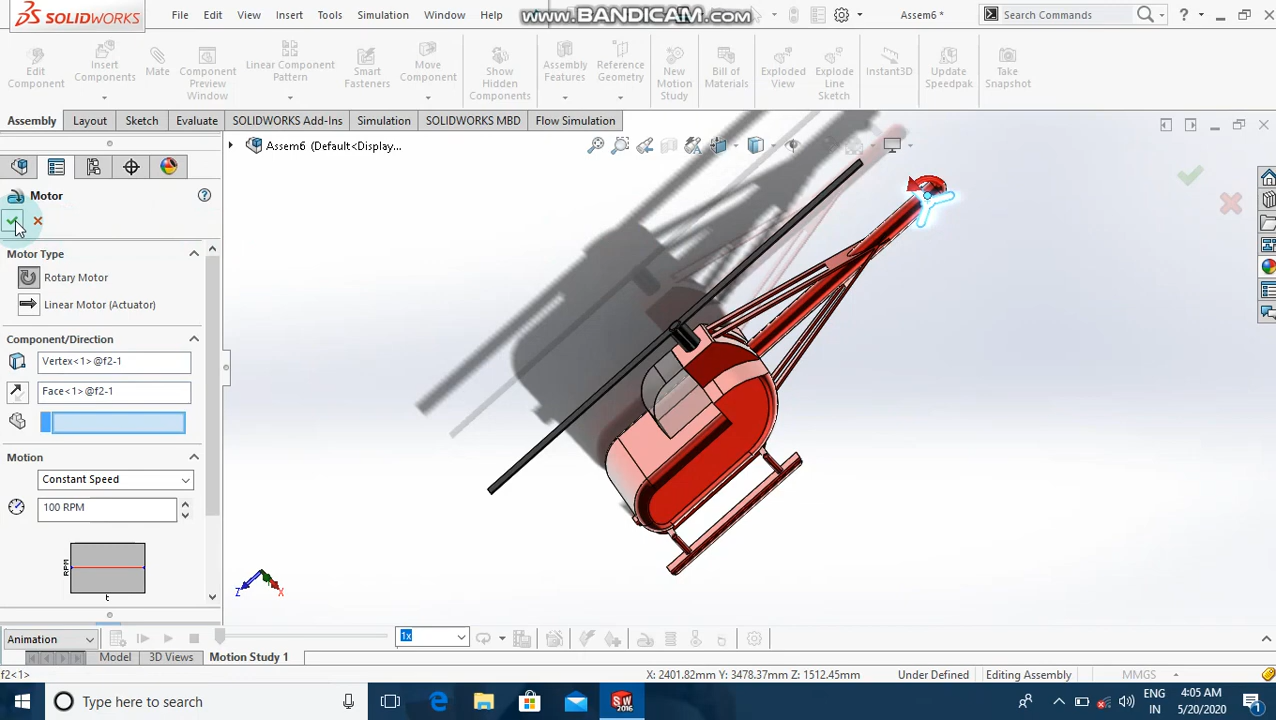 SOLIDWORKS
File Edit View Insert Tools Simulation Window Help
www.BANDICAM.com
Assem6 *
Search Commands
?
Edit Component
Insert Components
Mate
Component Preview Window
Linear Component Pattern
Smart Fasteners
Move Component
Show Hidden Components
Assembly Features
Reference Geometry
New Motion Study
Bill of Materials
Exploded View
Explode Line Sketch
Instant3D
Update Speedpak
Take Snapshot
Assembly Layout Sketch Evaluate SOLIDWORKS Add-Ins Simulation SOLIDWORKS MBD Flow Simulation
Assem6 (Default<Display...
Motor
?
Motor Type
Rotary Motor
Linear Motor (Actuator)
Component/Direction
Vertex<1>@f2-1
Face<1>@f2-1
Motion
Constant Speed
100 RPM
RPM
t
Z X
Animation
1x
Model 3D Views Motion Study 1
f2<1>
X: 2401.82mm Y: 3478.37mm Z: 1512.45mm Under Defined Editing Assembly MMGS
Type here to search
SW
2016
ENG
IN
4:05 AM
5/20/2020
1